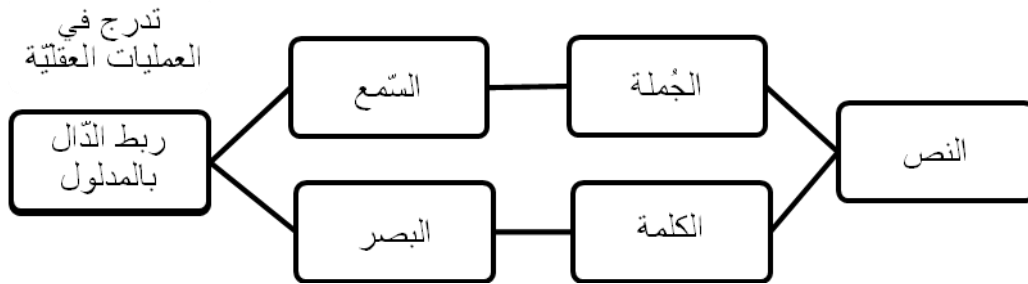 تدرج في
العمليات العقليّة
النص
الجُملة
السّمع
ربط الدّال
بالمدلول
الكلمة
البصر